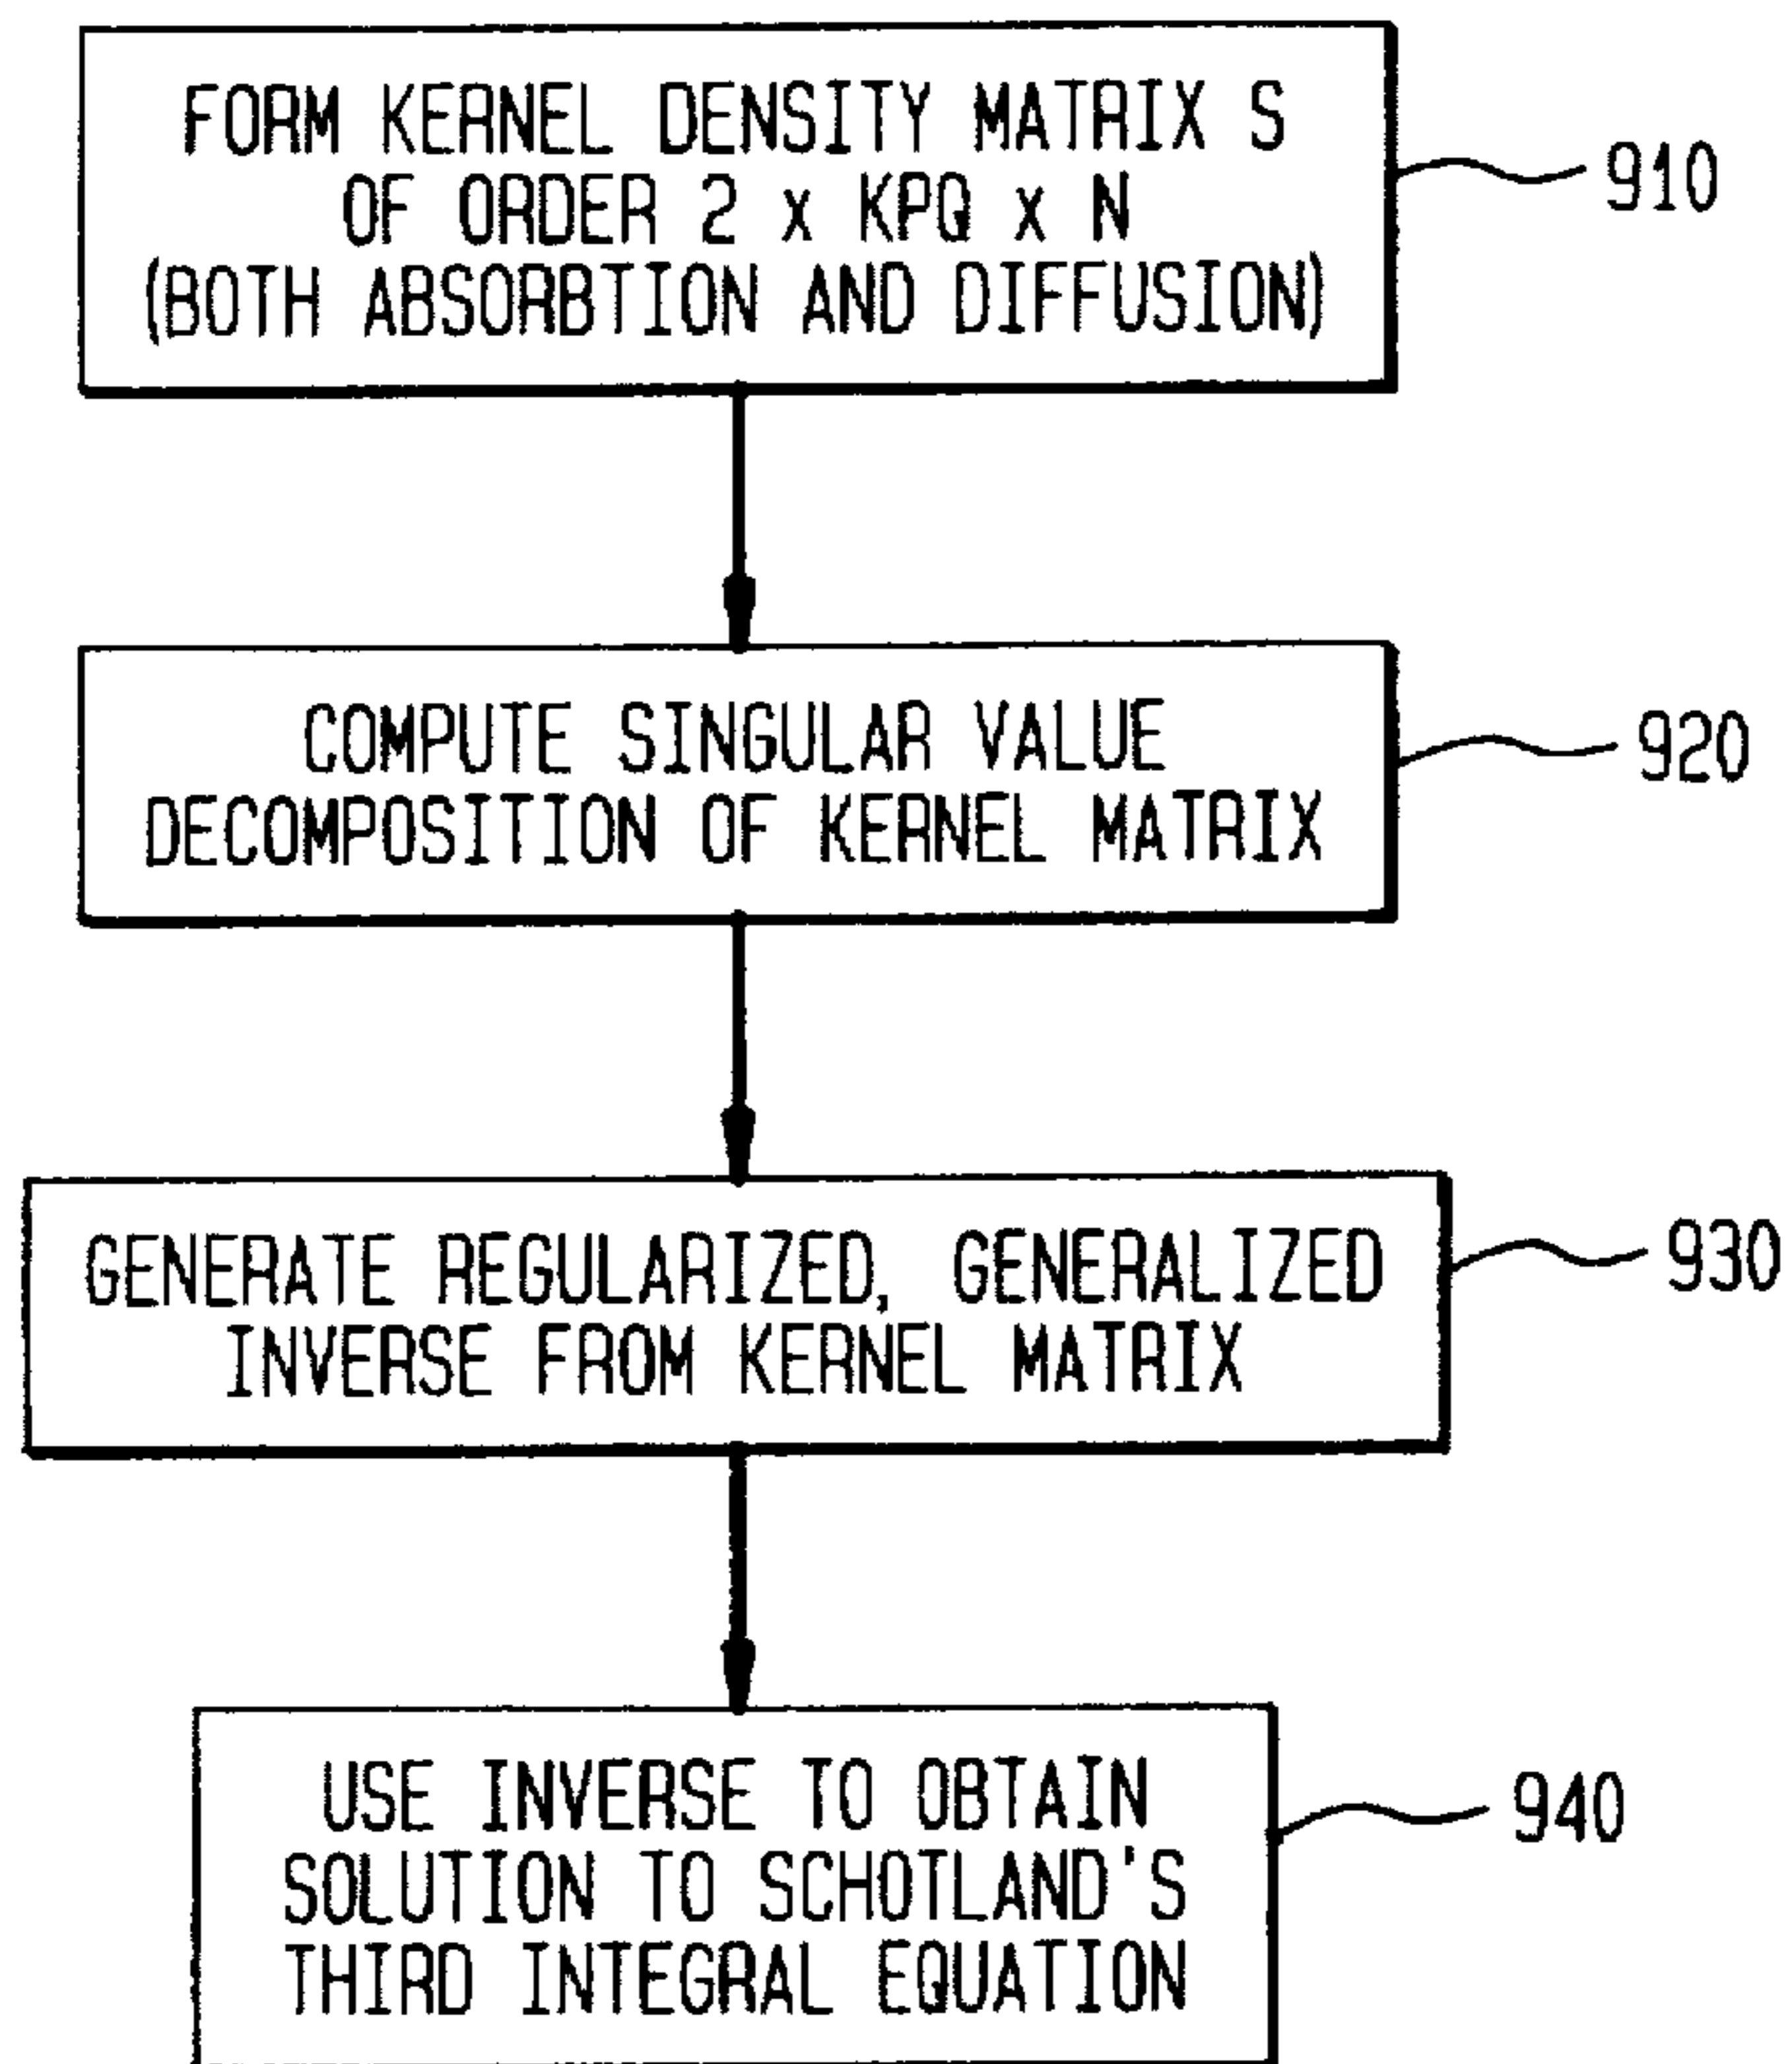 FORM KERNEL DENSITY MATRIX S
OF ORDER 2 x KPQ x N
(BOTH ABSORBTION AND DIFFUSION)
910
COMPUTE SINGULAR VALUE
DECOMPOSITION OF KERNEL MATRIX
920
GENERATE REGULARIZED, GENERALIZED
INVERSE FROM KERNEL MATRIX
930
USE INVERSE TO OBTAIN
SOLUTION TO SCHOTLAND'S
THIRD INTEGRAL EQUATION
940